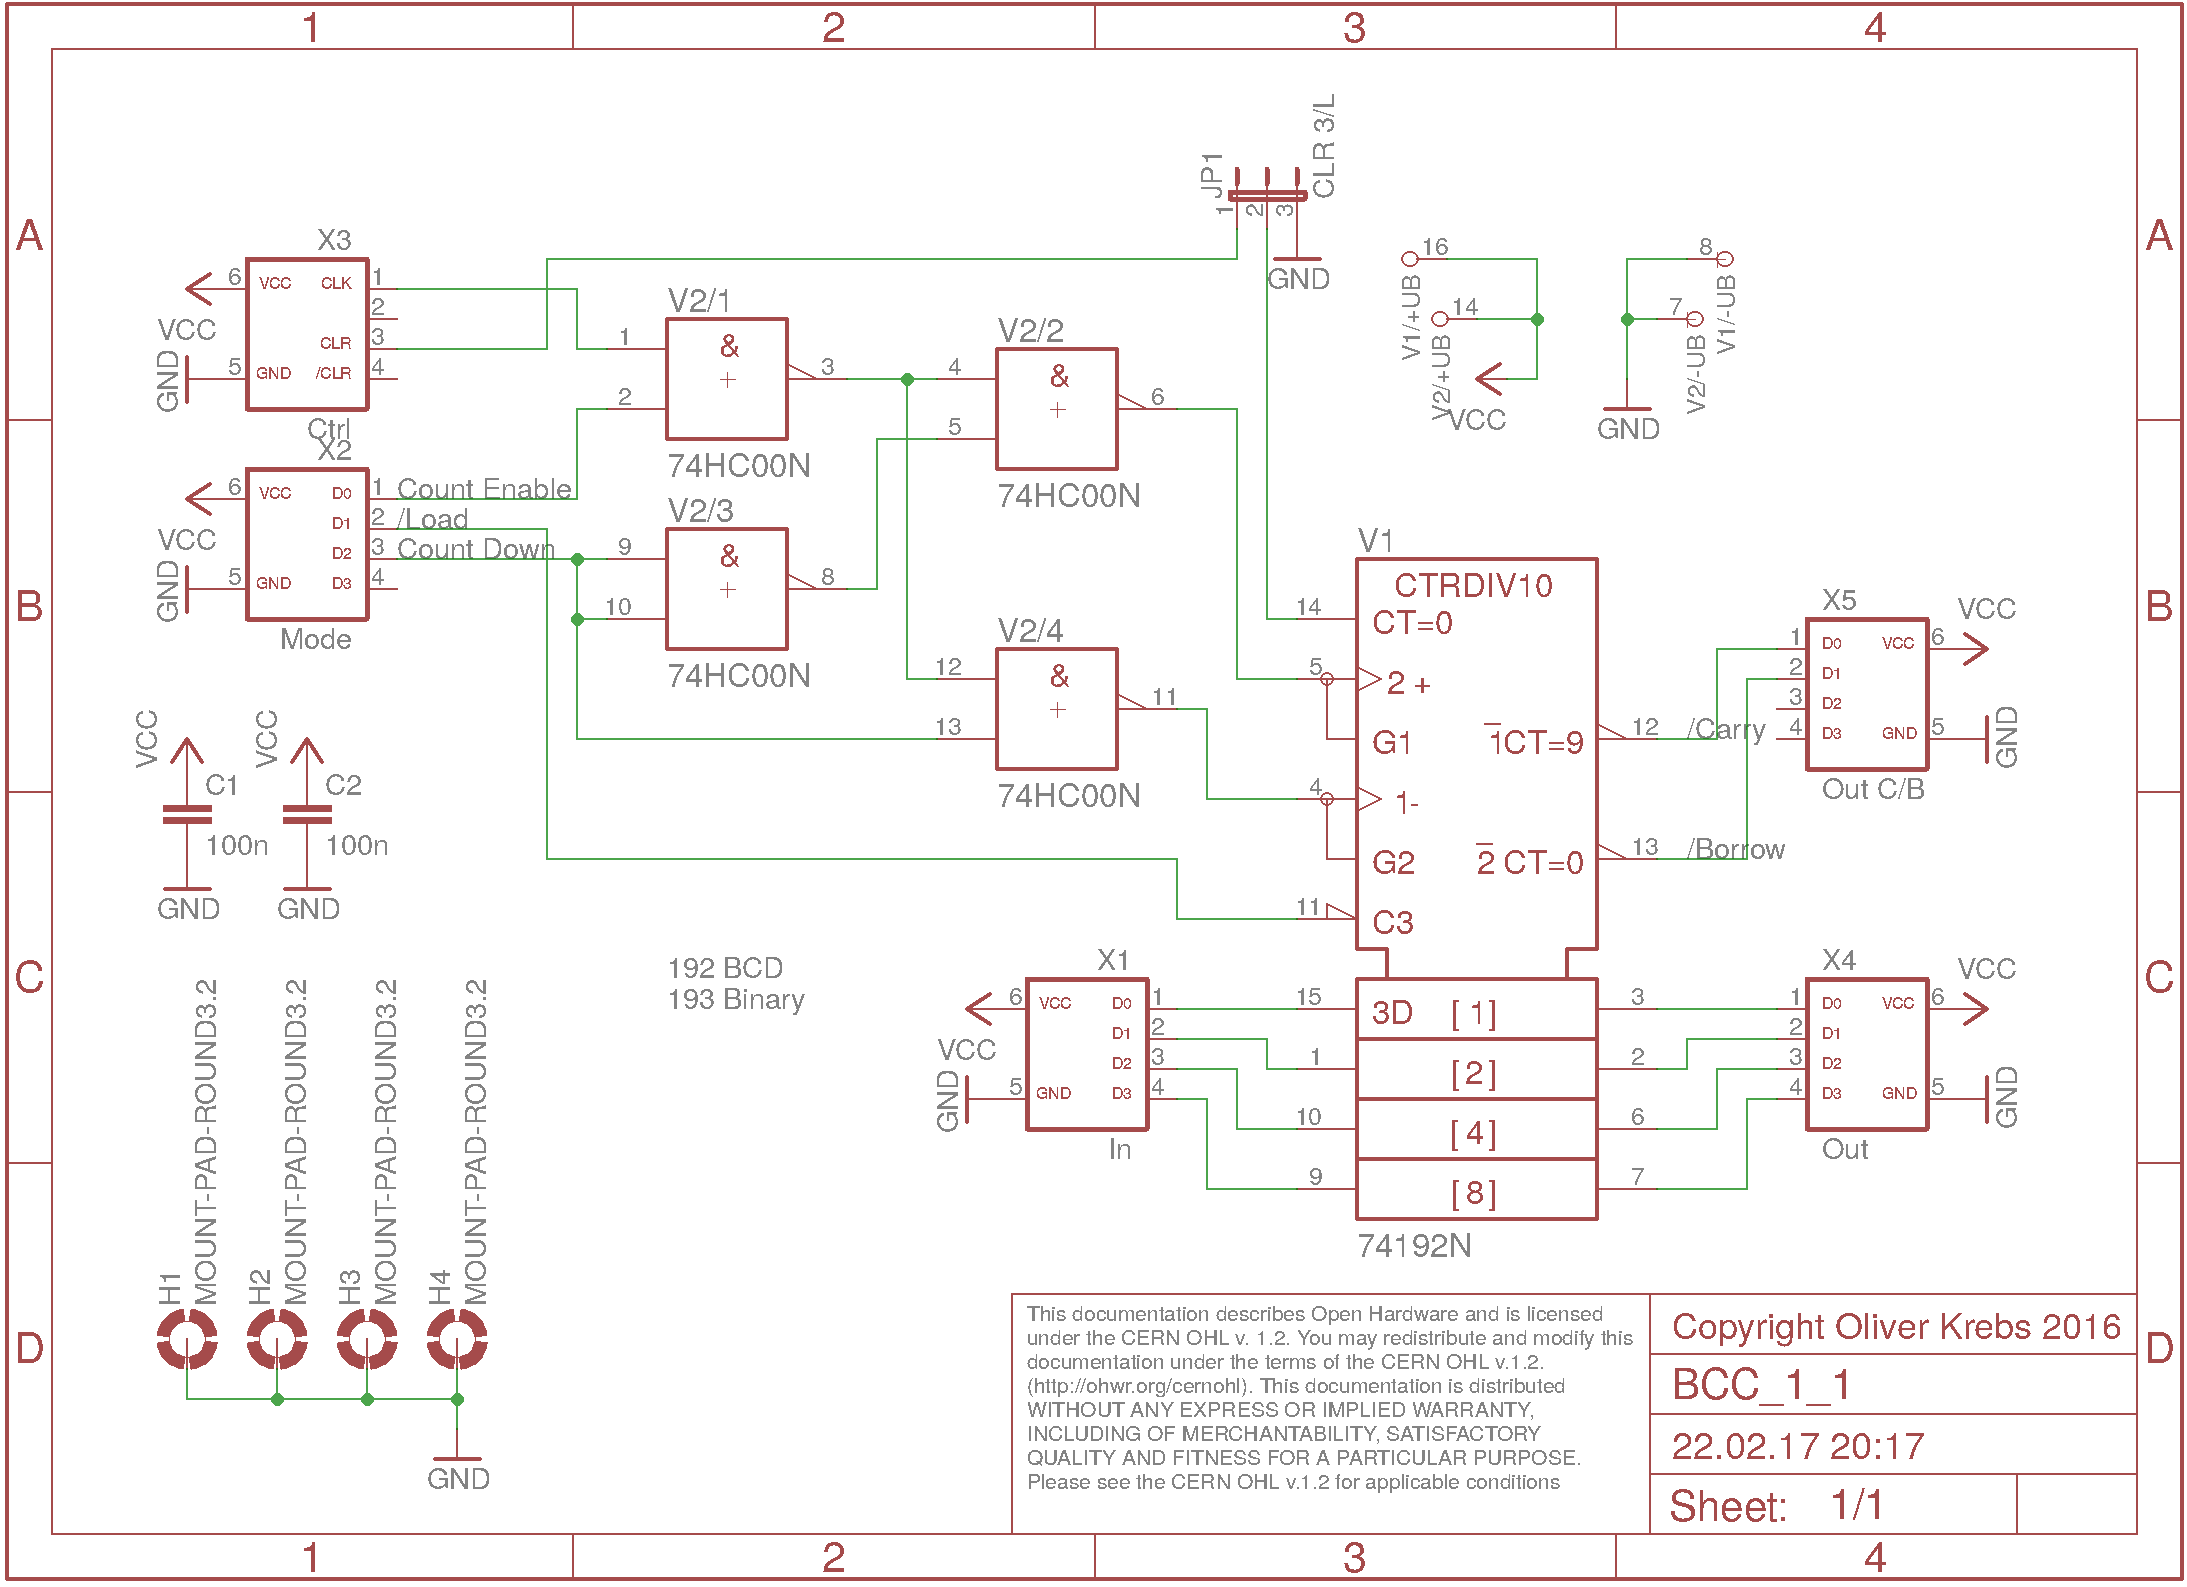 1 2 3 4
A A
B B
C C
D D
JP1
CLR 3/L
1 2 3
GND
X3
6 VCC CLK 1
2
CLR 3
5 GND /CLR 4
VCC
GND
Ctrl
X2
6 VCC D0 1 Count Enable
D1 2 /Load
D2 3 Count Down
5 GND D3 4
VCC
GND
Mode
V2/1
1 &
2 +
3
74HC00N
V2/2
4 &
5 +
6
74HC00N
V2/3
9 &
10 +
8
74HC00N
V2/4
12 &
13 +
11
74HC00N
16
V1/+UB
14
V2/+UB
VCC
8
V1/-UB
7
V2/-UB
GND
V1
CTRDIV10
14 CT=0
5 2 +
G1 1̅CT=9 12 /Carry
4 1-
G2 2̅ CT=0 13 /Borrow
11 C3
15 3D [ 1] 3
1 [ 2 ] 2
10 [ 4 ] 6
9 [ 8 ] 7
74192N
X5
1 D0 VCC 6
2 D1
3 D2
4 D3 GND 5
VCC
GND
Out C/B
VCC
C1
100n
GND
VCC
C2
100n
GND
192 BCD
193 Binary
X1
6 VCC D0 1
D1 2
D2 3
5 GND D3 4
VCC
GND
In
X4
1 D0 VCC 6
2 D1
3 D2
4 D3 GND 5
VCC
GND
Out
H1
MOUNT-PAD-ROUND3.2
H2
MOUNT-PAD-ROUND3.2
H3
MOUNT-PAD-ROUND3.2
H4
MOUNT-PAD-ROUND3.2
GND
This documentation describes Open Hardware and is licensed
under the CERN OHL v. 1.2. You may redistribute and modify this
documentation under the terms of the CERN OHL v.1.2.
(http://ohwr.org/cernohl). This documentation is distributed
WITHOUT ANY EXPRESS OR IMPLIED WARRANTY,
INCLUDING OF MERCHANTABILITY, SATISFACTORY
QUALITY AND FITNESS FOR A PARTICULAR PURPOSE.
Please see the CERN OHL v.1.2 for applicable conditions
Copyright Oliver Krebs 2016
BCC_1_1
22.02.17 20:17
Sheet: 1/1
1 2 3 4